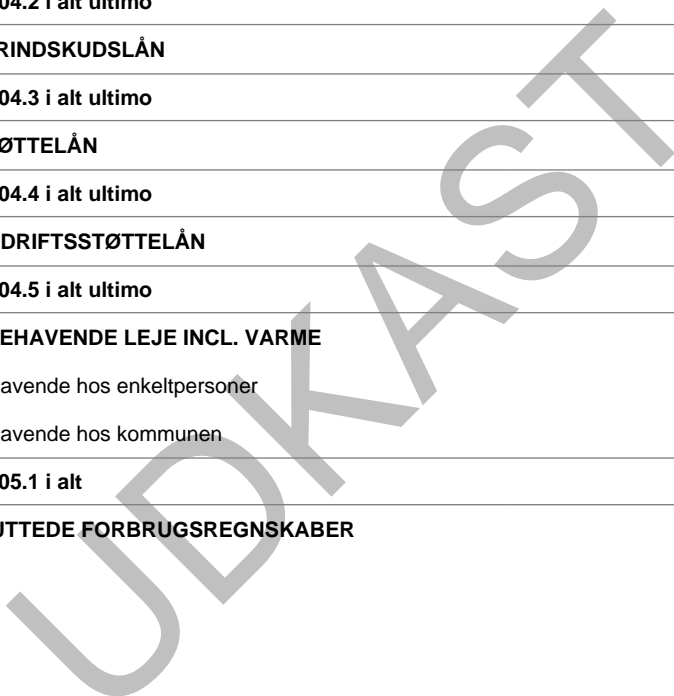 04.2 i alt ultimo
RINDSKUDSLÅN
04.3 i alt ultimo
ØTTELÅN
04.4 i alt ultimo
DRIFTSSTØTTELÅN
04.5 i alt ultimo
EHAVENDE LEJE INCL. VARME
avende hos enkeltpersoner
avende hos kommunen
05.1 i alt
UTTEDE FORBRUGSREGNSKABER
UDKAST